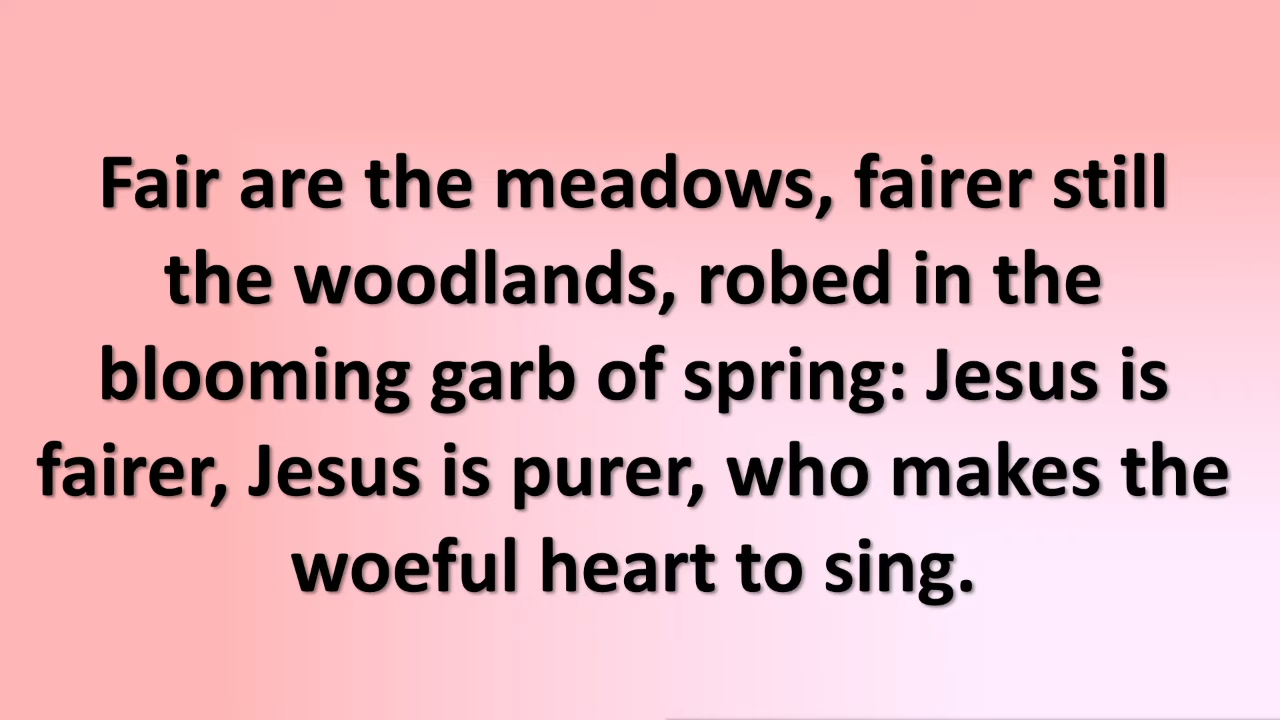 Fair are the meadows, fairer still
the woodlands, robed in the
blooming garb of spring: Jesus is
fairer, Jesus is purer, who makes the
woeful heart to sing.